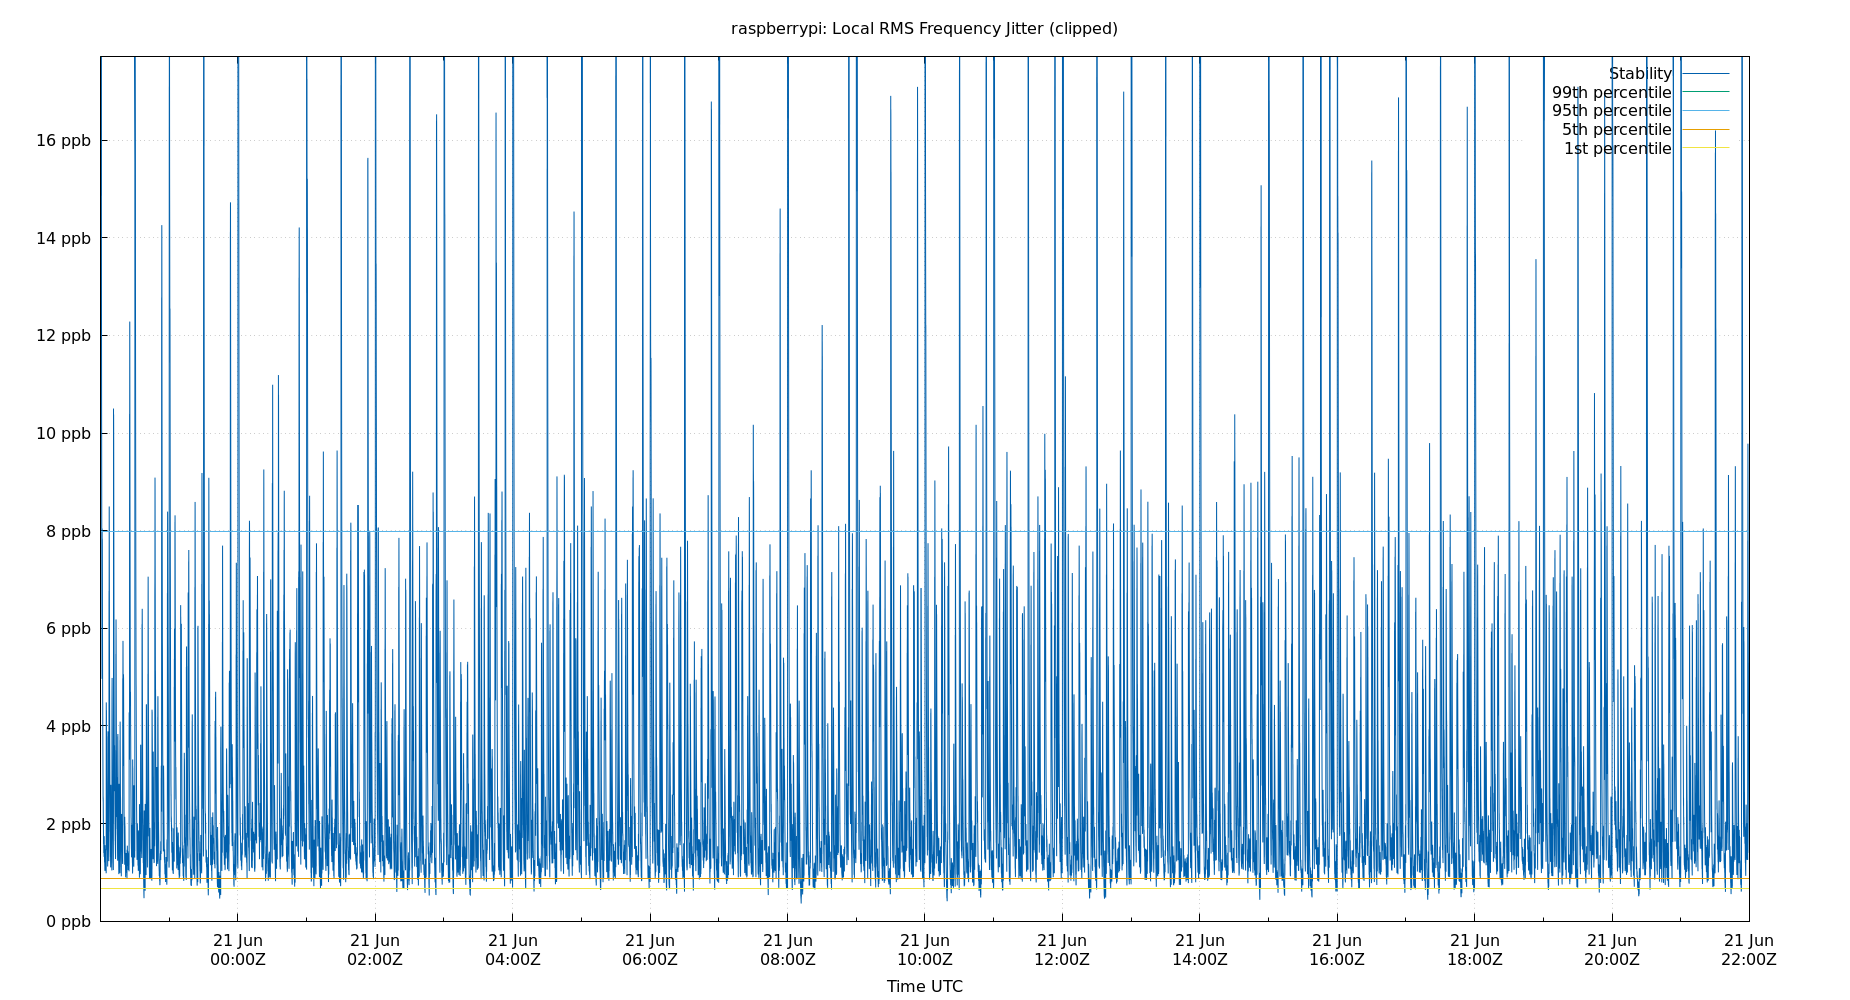 raspberrypi: Local RMS Frequency Jitter (clipped)
Stability
99th percentile
95th percentile
5th percentile
1st percentile
16 ppb
14 ppb
12 ppb
10 ppb
8 ppb
6 ppb
4 ppb
2 ppb
0 ppb
21 Jun 21 Jun 21 Jun 21 Jun 21 Jun 21 Jun 21 Jun 21 Jun 21 Jun 21 Jun 21 Jun 21 Jun
00:00Z 02:00Z 04:00Z 06:00Z 08:00Z 10:00Z 12:00Z 14:00Z 16:00Z 18:00Z 20:00Z 22:00Z
Time UTC